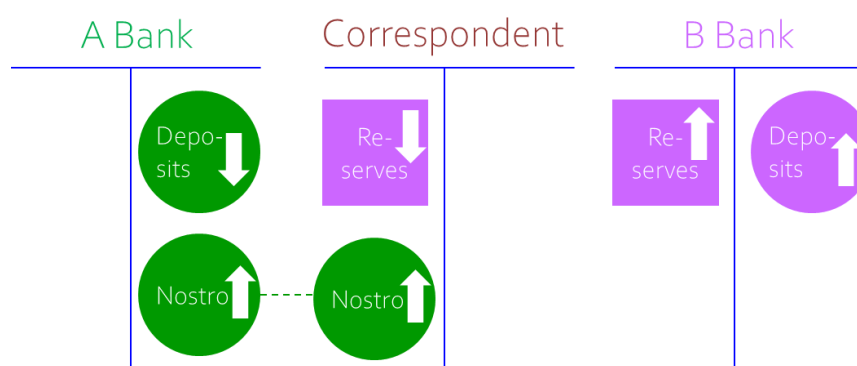 A Bank
Correspondent
B Bank
Depo-
sits
Re-
serves
Re-
serves
Depo-
sits
Nostro
Nostro